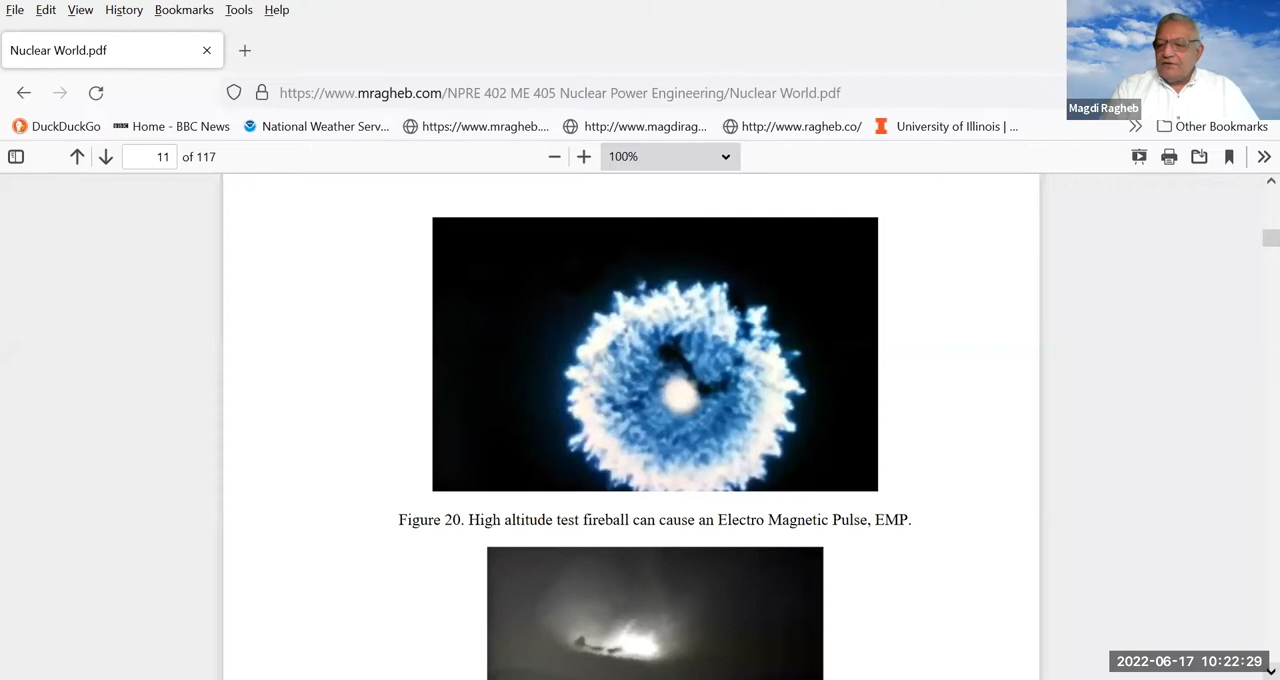 File Edit View History Bookmarks Tools Help
Nuclear World.pdf
https://www.mragheb.com/NPRE 402 ME 405 Nuclear Power Engineering/Nuclear World.pdf
Magdi Ragheb
DuckDuckGo BBC Home - BBC News National Weather Serv... https://www.mragheb.... http://www.magdirag... http://www.ragheb.co/ University of Illinois | ... Other Bookmarks
11 of 117 100%
Figure 20. High altitude test fireball can cause an Electro Magnetic Pulse, EMP.
2022-06-17 10:22:29